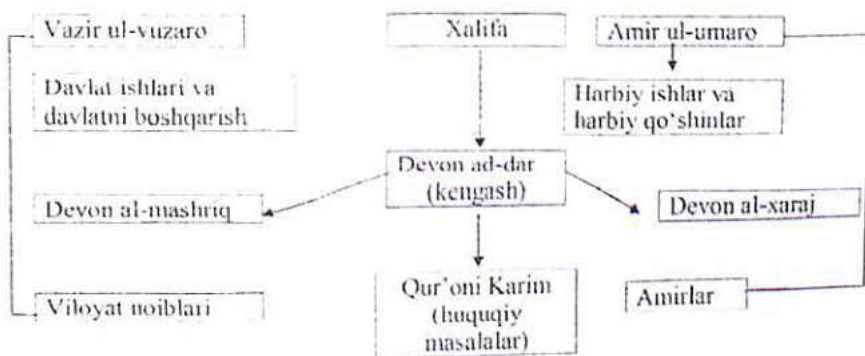 Vazir ul-vuzaro
Xalifa
Amir ul-umaro
Davlat ishlari va
davlatni boshqarish
Harbiy ishlar va
harbiy qo‘shinlar
Devon ad-dar
(kengash)
Devon al-mashriq
Devon al-xaraj
Viloyat noiblari
Qur’oni Karim
(huquqiy
masalalar)
Amirlar